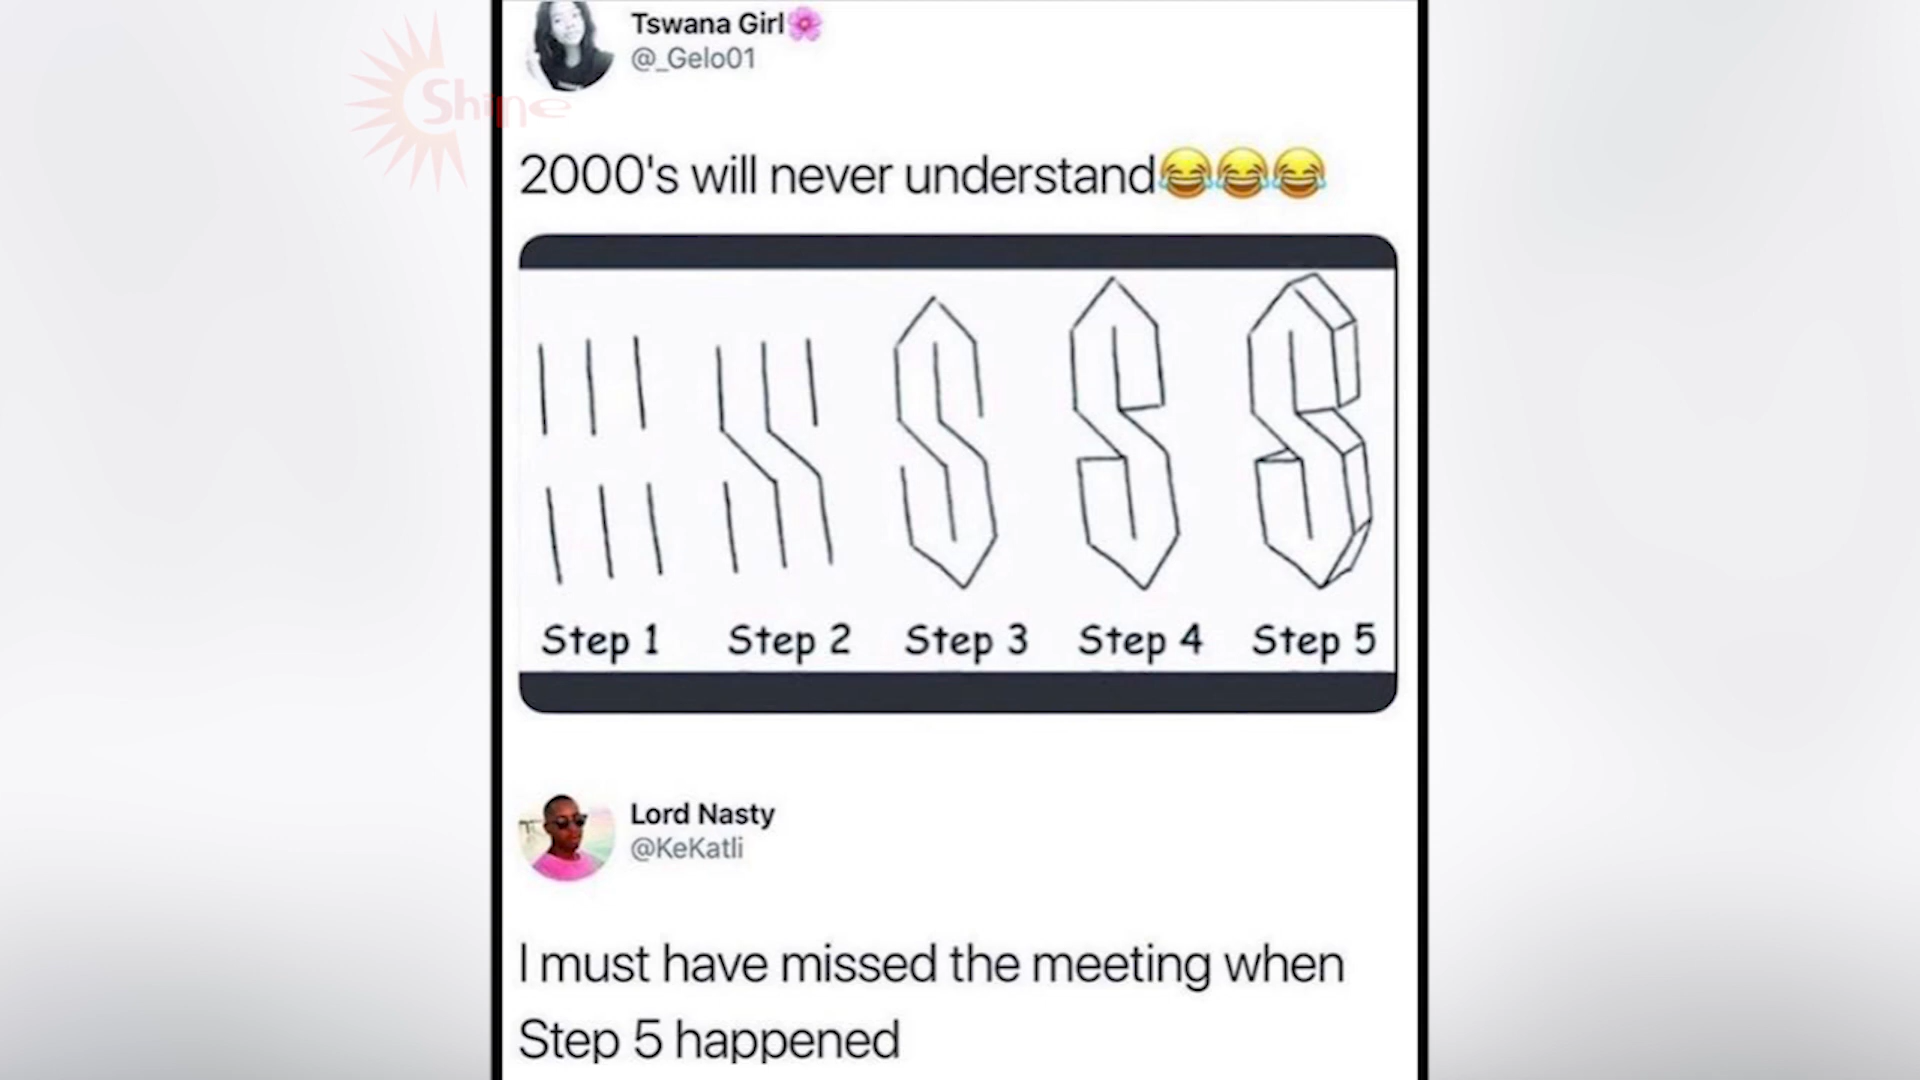 Tswana Girl🌸
@_Gelo01
Shine
2000's will never understand😂😂😂
Step 1 Step 2 Step 3 Step 4 Step 5
Lord Nasty
@KeKatli
I must have missed the meeting when
Step 5 happened